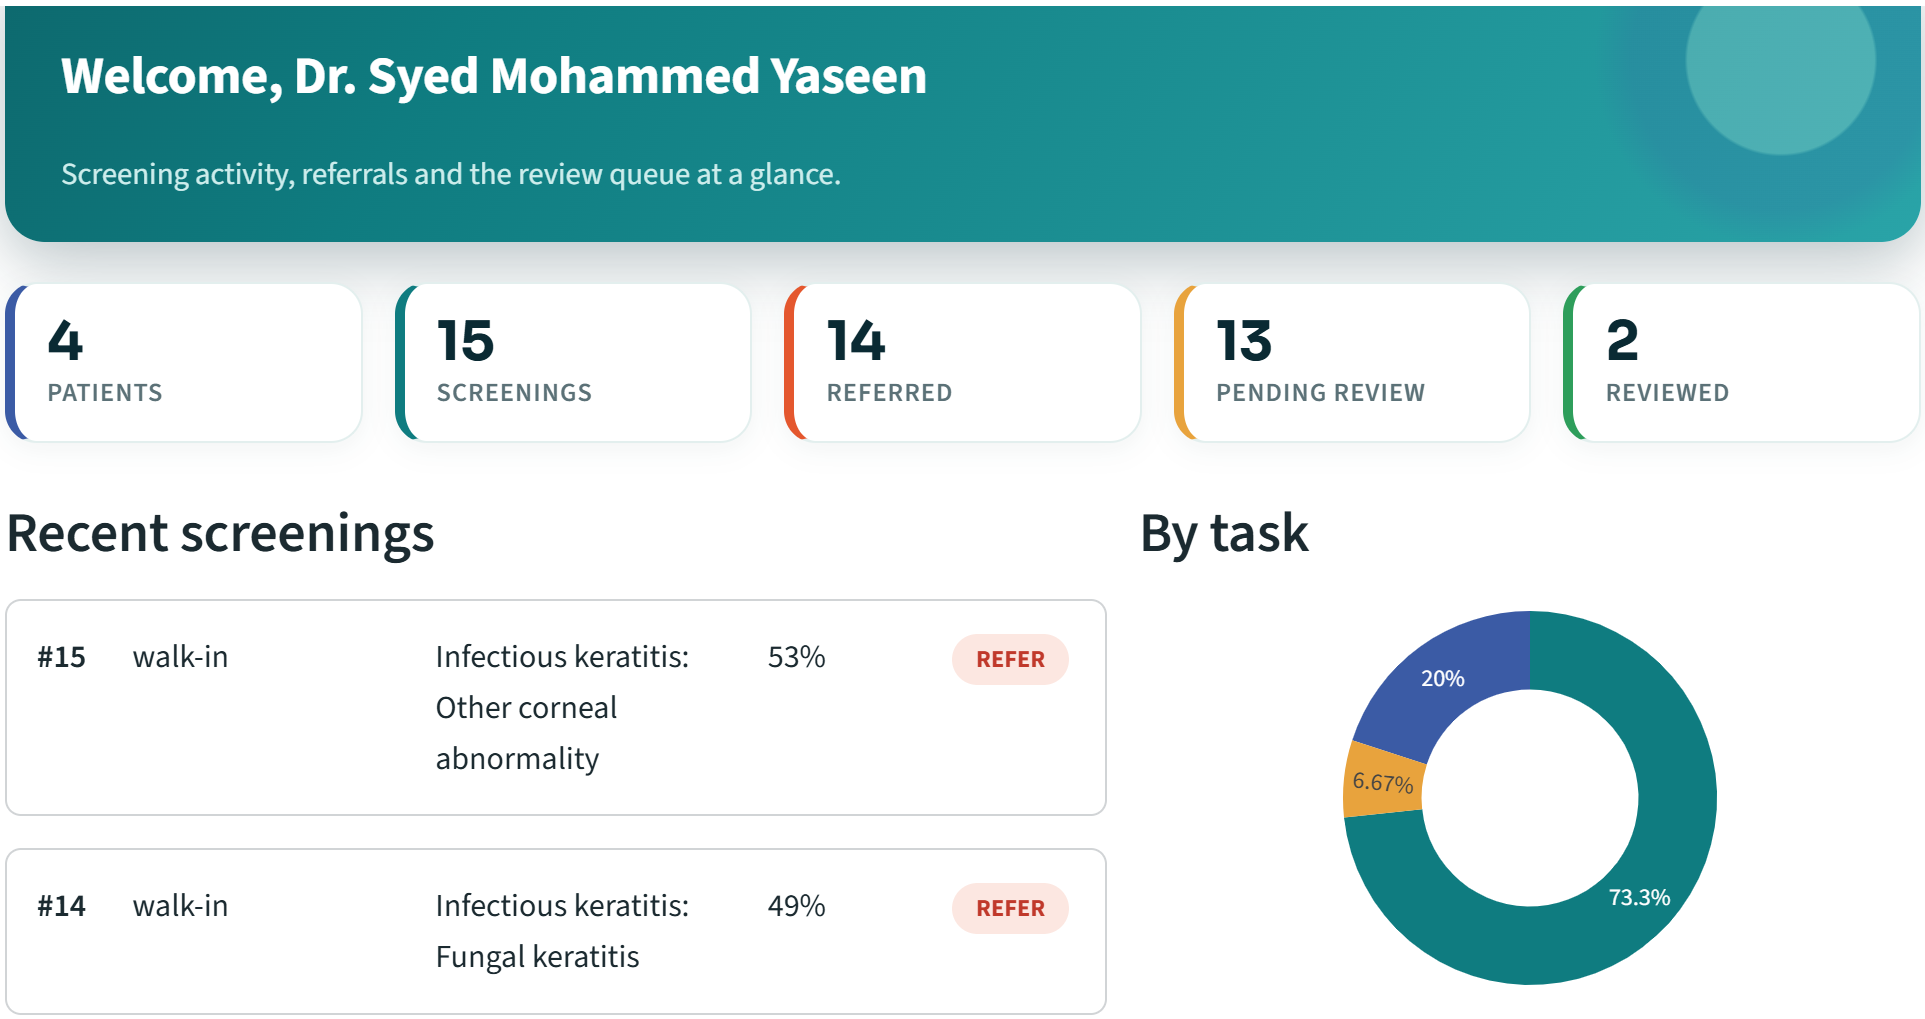 Welcome, Dr. Syed Mohammed Yaseen
Screening activity, referrals and the review queue at a glance.
4
PATIENTS
15
SCREENINGS
14
REFERRED
13
PENDING REVIEW
2
REVIEWED
Recent screenings
#15 walk-in Infectious keratitis: 53% REFER
Other corneal
abnormality
#14 walk-in Infectious keratitis: 49% REFER
Fungal keratitis
By task
20%
6.67%
73.3%